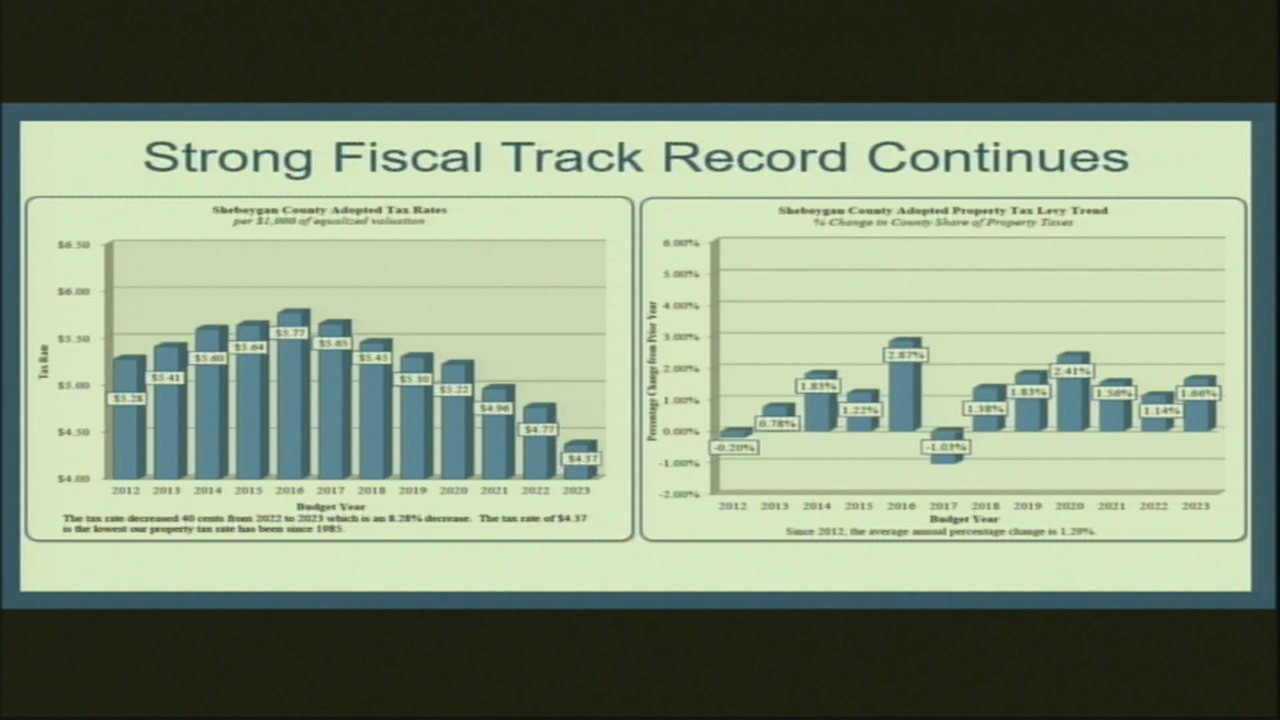 Strong Fiscal Track Record Continues
Sheboygan County Adopted Tax Rates
per $1,000 of equalized valuation
$6.50
$6.00
$5.50
$5.00
$4.50
$4.00
Tax Rate
$5.28
$5.41
$5.60
$5.64
$5.77
$5.65
$5.45
$5.30
$5.22
$4.96
$4.77
$4.37
2012 2013 2014 2015 2016 2017 2018 2019 2020 2021 2022 2023
Budget Year
The tax rate decreased 40 cents from 2022 to 2023 which is an 8.28% decrease. The tax rate of $4.37
is the lowest our property tax rate has been since 1985.
Sheboygan County Adopted Property Tax Levy Trend
% Change in County Share of Property Taxes
6.00%
5.00%
4.00%
3.00%
2.00%
1.00%
0.00%
-1.00%
-2.00%
Percentage Change from Prior Year
-0.20%
0.78%
1.83%
1.22%
2.87%
-1.03%
1.38%
1.83%
2.41%
1.56%
1.14%
1.66%
2012 2013 2014 2015 2016 2017 2018 2019 2020 2021 2022 2023
Budget Year
Since 2012, the average annual percentage change is 1.29%.